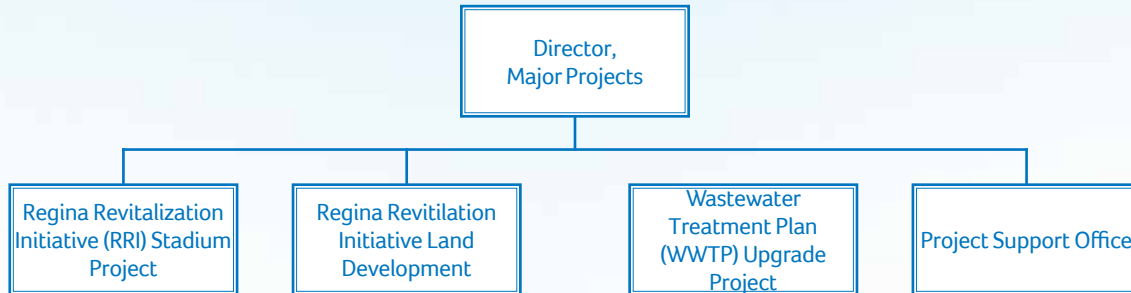 Director,
Major Projects
Regina Revitalization
Initiative (RRI) Stadium
Project
Regina Revitilation
Initiative Land
Development
Wastewater
Treatment Plan
(WWTP) Upgrade
Project
Project Support Office